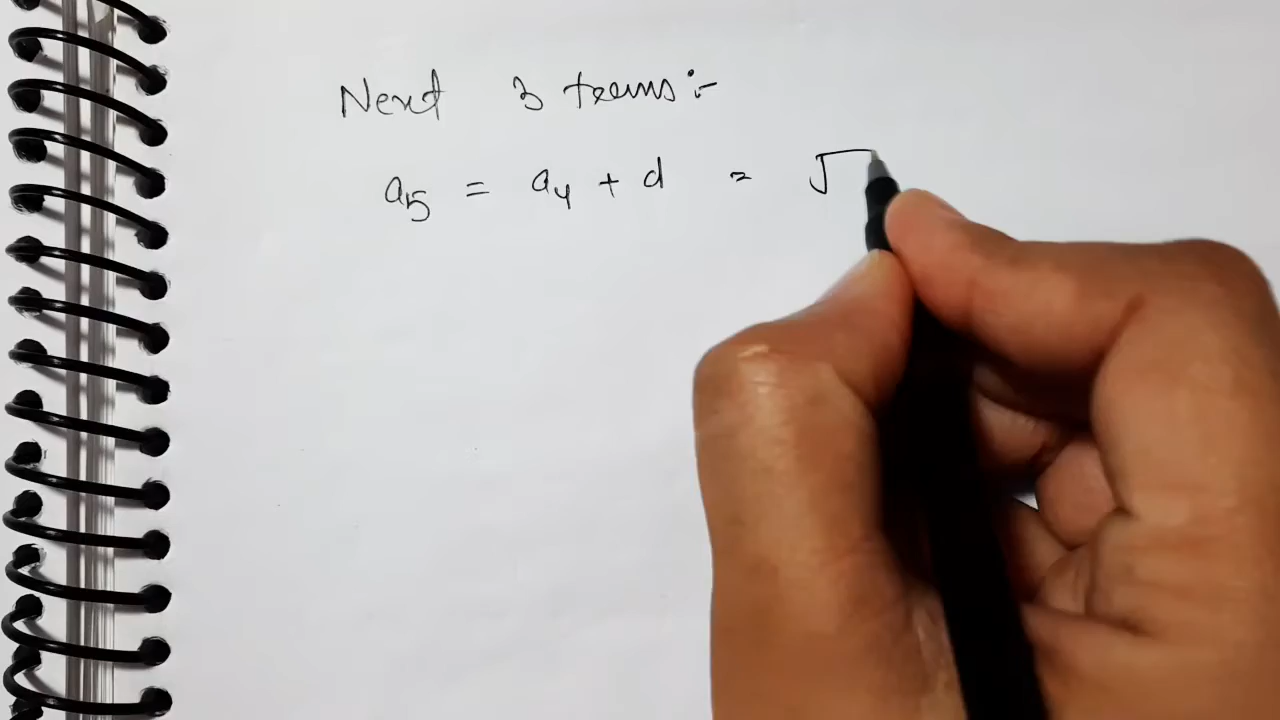 Next 3 terms :-
a₅ = a₄ + d = √